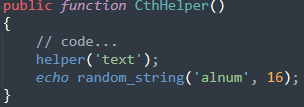 public function CthHelper()
{
    // code...
    helper('text');
    echo random_string('alnum', 16);
}